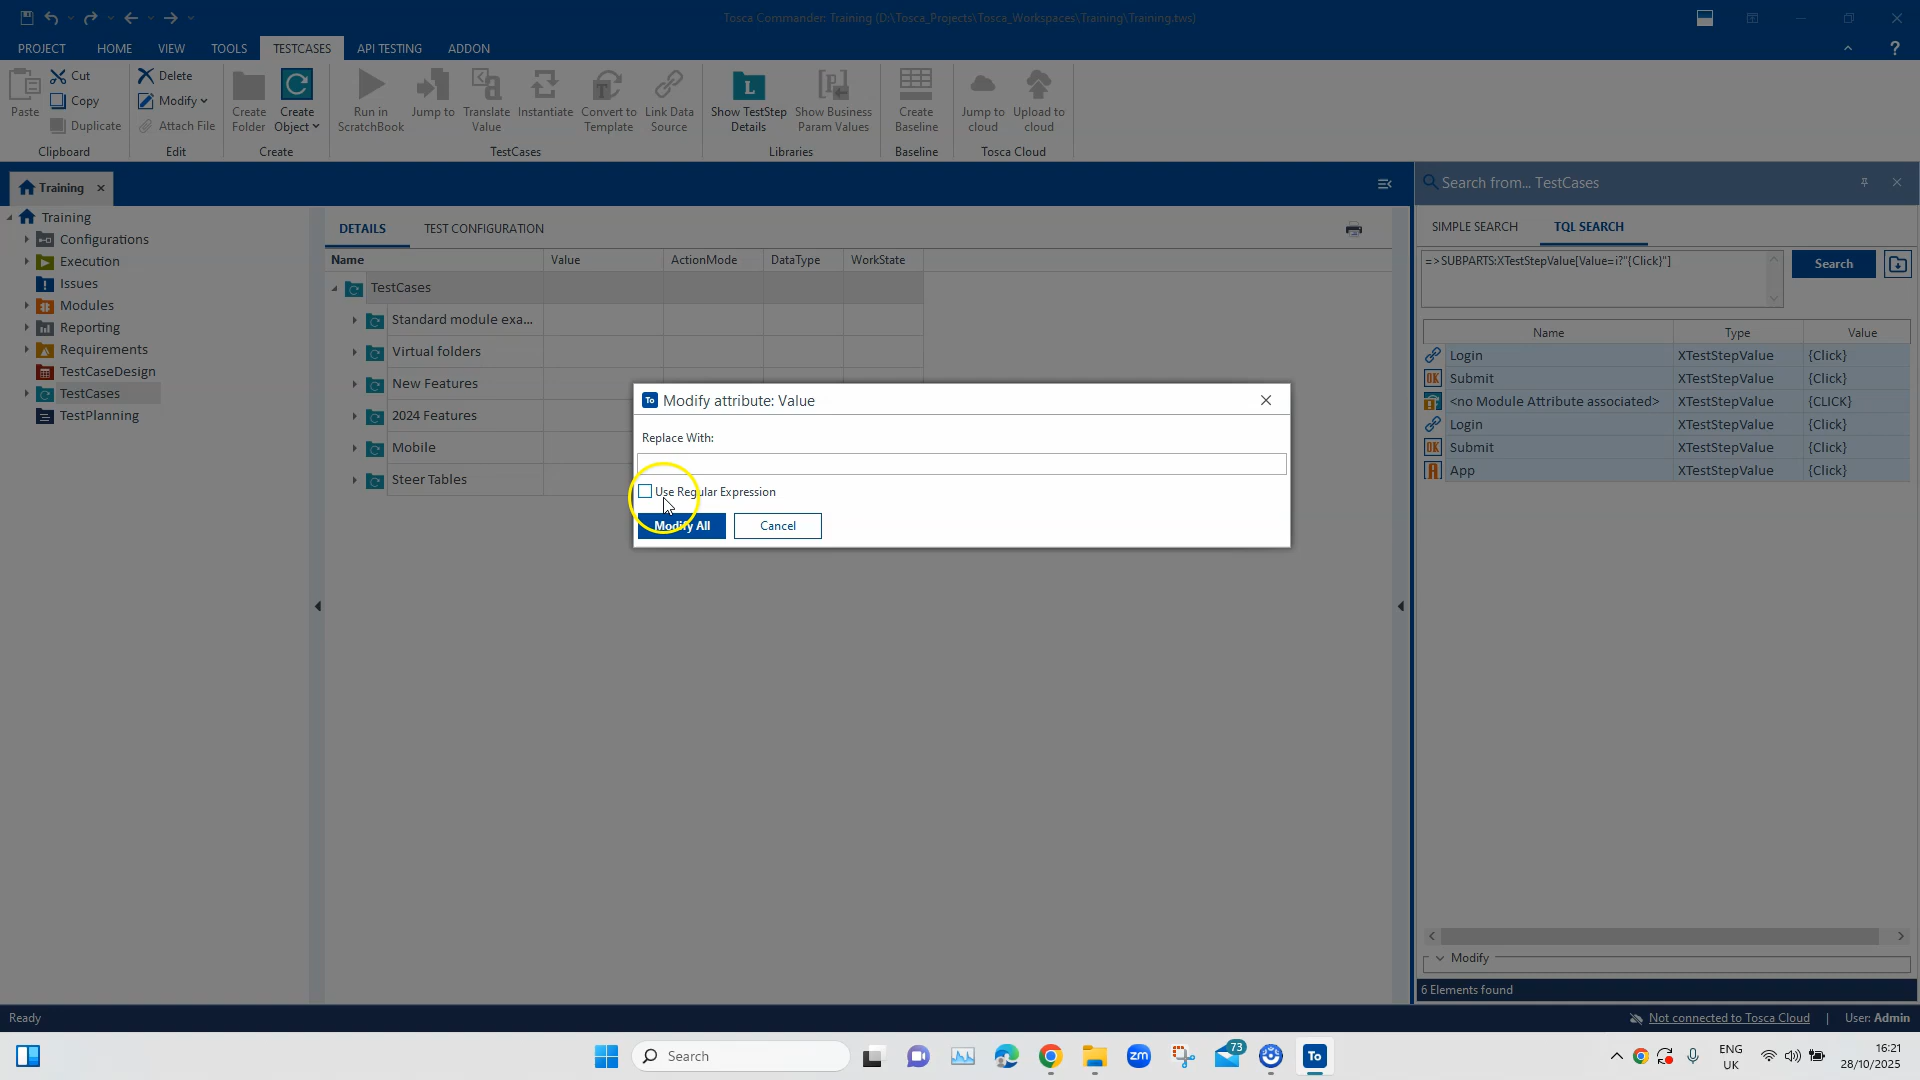 Tosca Commander: Training (D:\Tosca_Projects\Tosca_Workspaces\Training\Training.tws)
PROJECT HOME VIEW TOOLS TESTCASES API TESTING ADDON
Paste
Cut
Copy
Duplicate
Clipboard
Delete
Modify
Attach File
Edit
Create Folder
Create Object
Create
Run in ScratchBook
Jump to
Translate Value
Instantiate
Convert to Template
Link Data Source
TestCases
Show TestStep Details
Show Business Param Values
Libraries
Create Baseline
Baseline
Jump to cloud
Upload to cloud
Tosca Cloud
Training
Training
Configurations
Execution
Issues
Modules
Reporting
Requirements
TestCaseDesign
TestCases
TestPlanning
DETAILS TEST CONFIGURATION
Name Value ActionMode DataType WorkState
TestCases
Standard module exa...
Virtual folders
New Features
2024 Features
Mobile
Steer Tables
To Modify attribute: Value
Replace With:
Use Regular Expression
Modify All Cancel
Search from... TestCases
SIMPLE SEARCH TQL SEARCH
=>SUBPARTS:XTestStepValue[Value=i?"{Click}"]
Search
Name Type Value
Login XTestStepValue {Click}
OK Submit XTestStepValue {Click}
<no Module Attribute associated> XTestStepValue {CLICK}
Login XTestStepValue {Click}
OK Submit XTestStepValue {Click}
App XTestStepValue {Click}
Modify
6 Elements found
Ready
Not connected to Tosca Cloud | User: Admin
Search
zm
73
To
ENG
UK
16:21
28/10/2025